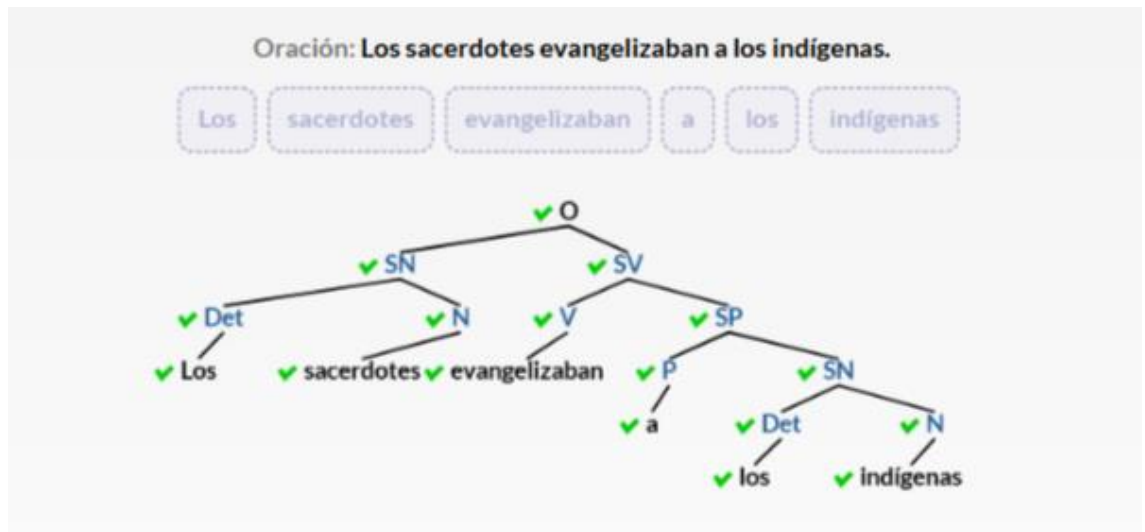 Oración: Los sacerdotes evangelizaban a los indígenas.
Los sacerdotes evangelizaban a los indígenas
O
SN SV
Det N V SP
Los sacerdotes evangelizaban P SN
a Det N
los indígenas